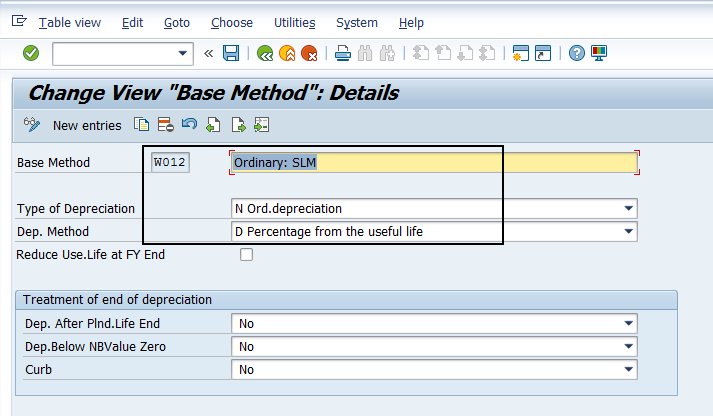 Table view Edit Goto Choose Utilities System Help
Change View "Base Method": Details
New entries
Base Method W012 Ordinary: SLM
Type of Depreciation N Ord.depreciation
Dep. Method D Percentage from the useful life
Reduce Use.Life at FY End
Treatment of end of depreciation
Dep. After Plnd.Life End No
Dep.Below NBValue Zero No
Curb No